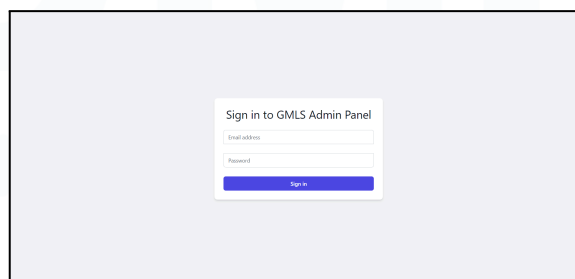 Sign in to GMLS Admin Panel
Email address
Password
Sign in